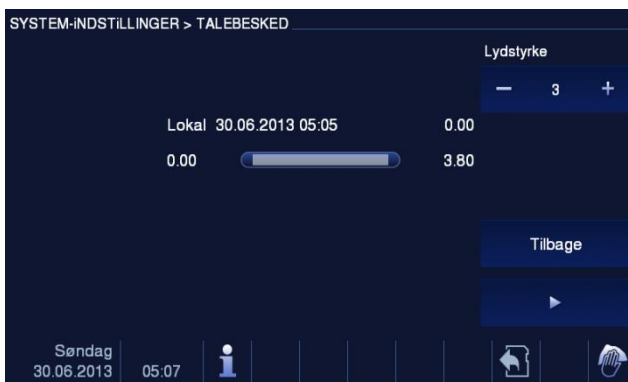 SYSTEM-iNDSTiLLINGER > TALEBESKED
Lydstyrke
− 3 +
Lokal 30.06.2013 05:05 0.00
0.00 3.80
Tilbage
Søndag
30.06.2013 05:07